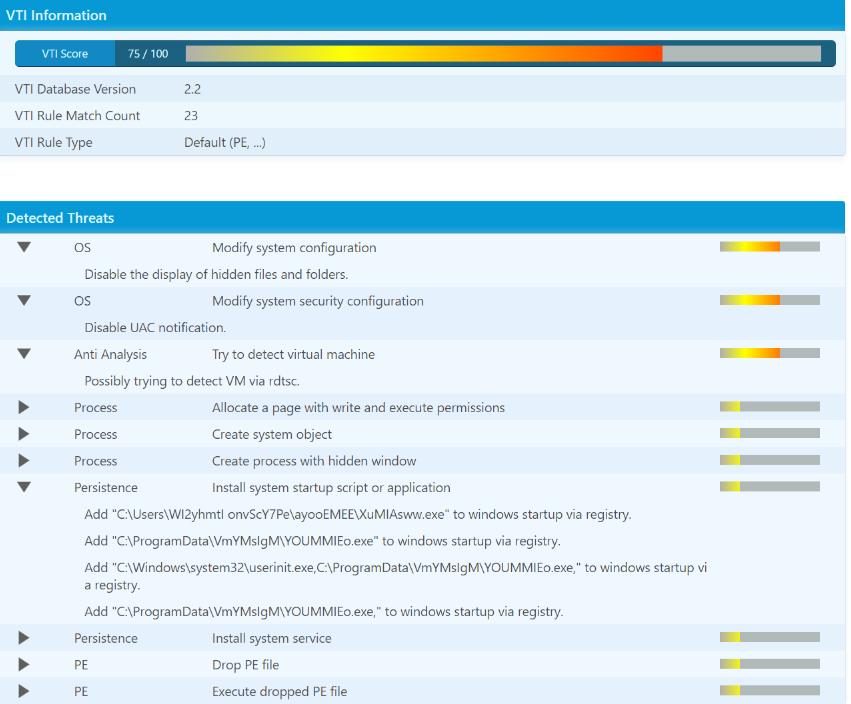 VTI Information
VTI Score 75 / 100
VTI Database Version 2.2
VTI Rule Match Count 23
VTI Rule Type Default (PE, ...)
Detected Threats
OS Modify system configuration
Disable the display of hidden files and folders.
OS Modify system security configuration
Disable UAC notification.
Anti Analysis Try to detect virtual machine
Possibly trying to detect VM via rdtsc.
Process Allocate a page with write and execute permissions
Process Create system object
Process Create process with hidden window
Persistence Install system startup script or application
Add "C:\Users\WI2yhmtI onvScY7Pe\ayooEMEE\XuMIAsww.exe" to windows startup via registry.
Add "C:\ProgramData\VmYMsIgM\YOUMMIEo.exe" to windows startup via registry.
Add "C:\Windows\system32\userinit.exe,C:\ProgramData\VmYMsIgM\YOUMMIEo.exe," to windows startup vi
a registry.
Add "C:\ProgramData\VmYMsIgM\YOUMMIEo.exe," to windows startup via registry.
Persistence Install system service
PE Drop PE file
PE Execute dropped PE file